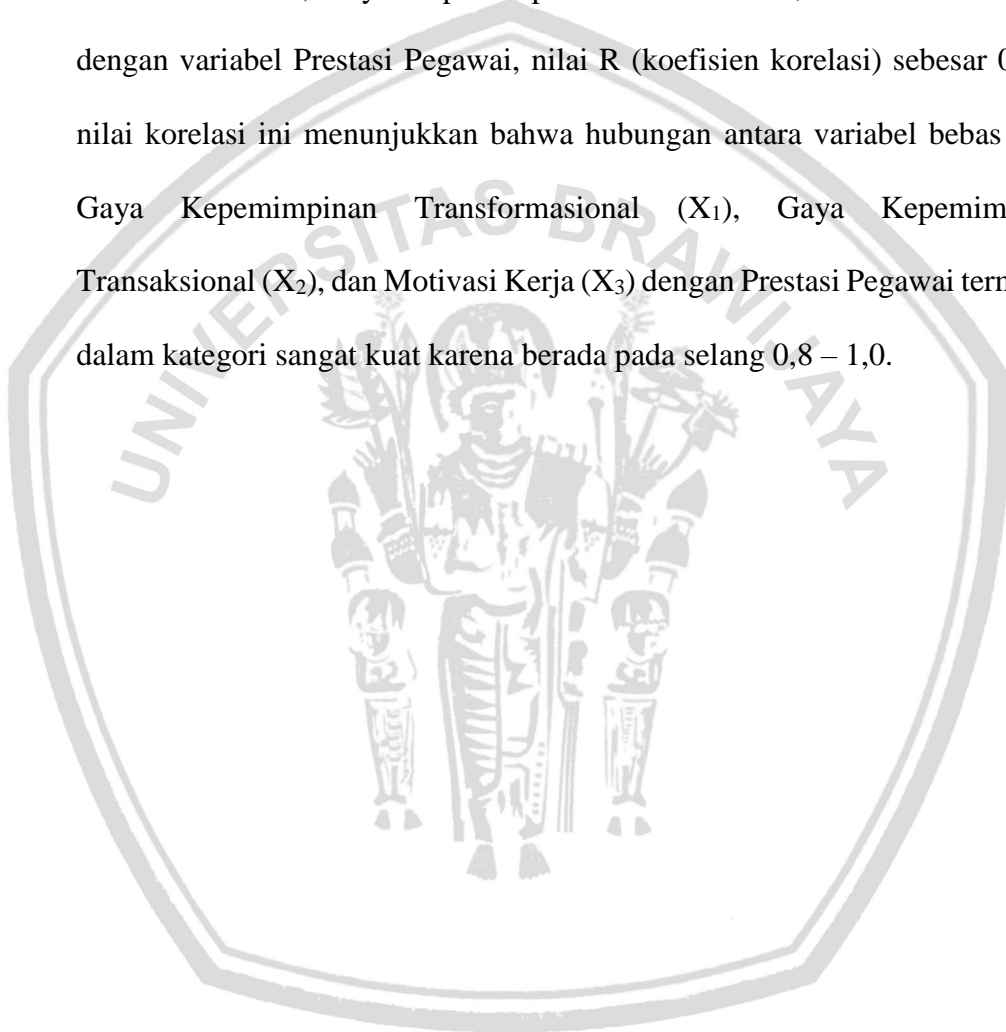 dengan variabel Prestasi Pegawai, nilai R (koefisien korelasi) sebesar
nilai korelasi ini menunjukkan bahwa hubungan antara variabel bebas
Gaya Kepemimpinan Transformasional (X₁), Gaya
Transaksional (X₂), dan Motivasi Kerja (X₃) dengan Prestasi Pegawai
dalam kategori sangat kuat karena berada pada selang 0,8 – 1,0.
UNIVERSITAS BRAWIJAYA